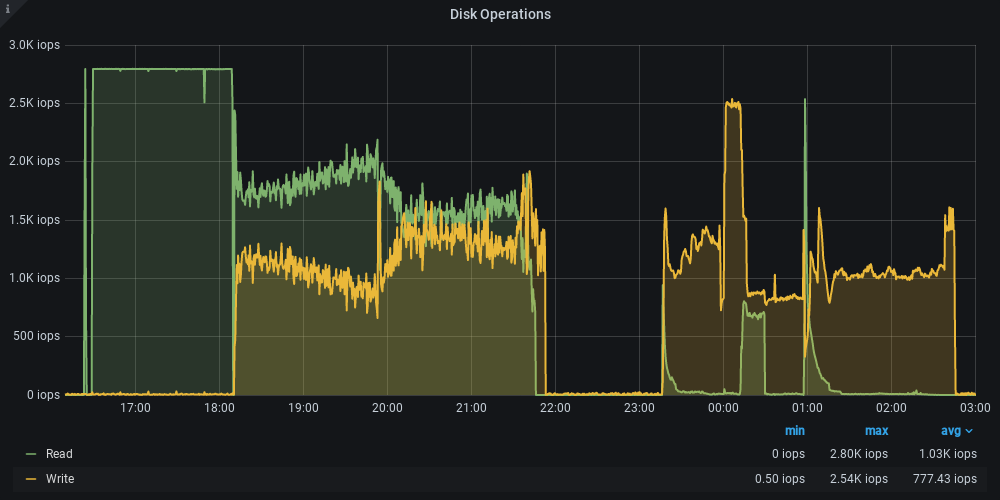 i
Disk Operations
3.0K iops
2.5K iops
2.0K iops
1.5K iops
1.0K iops
500 iops
0 iops
17:00 18:00 19:00 20:00 21:00 22:00 23:00 00:00 01:00 02:00 03:00
min max avg
Read 0 iops 2.80K iops 1.03K iops
Write 0.50 iops 2.54K iops 777.43 iops